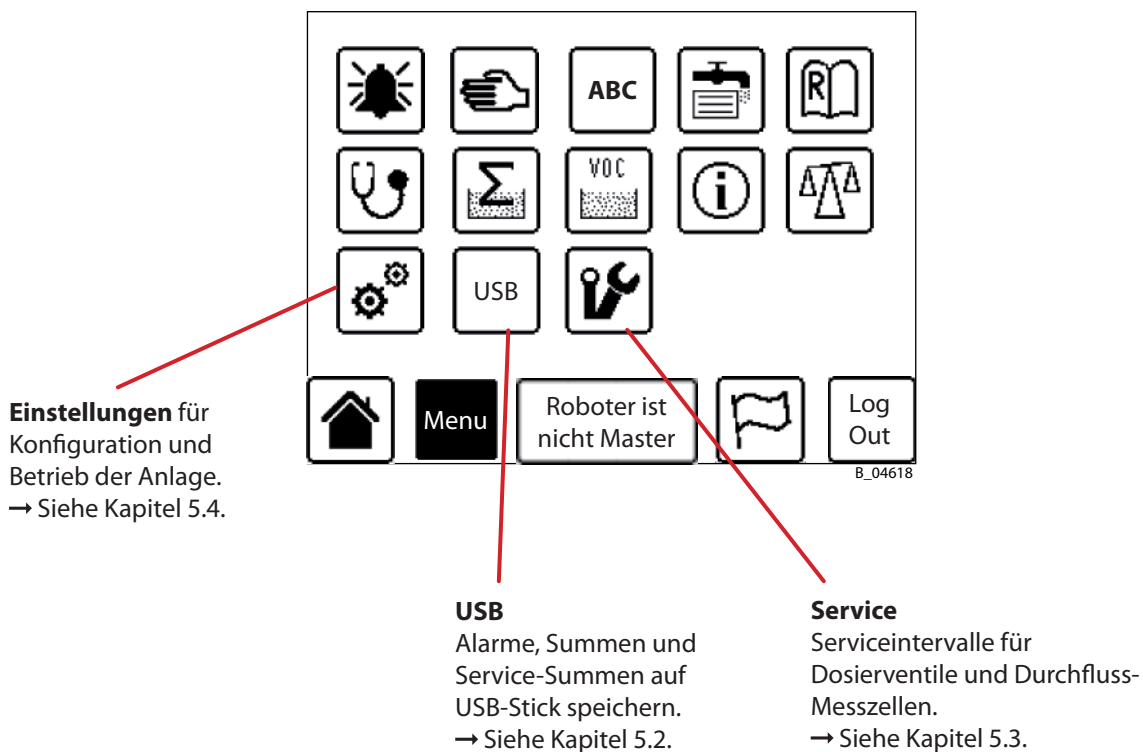 ABC
R
VOC
Σ
i
USB
Menu
Roboter ist
nicht Master
Log
Out
B_04618
Einstellungen für
Konfiguration und
Betrieb der Anlage.
→ Siehe Kapitel 5.4.
USB
Alarme, Summen und
Service-Summen auf
USB-Stick speichern.
→ Siehe Kapitel 5.2.
Service
Serviceintervalle für
Dosierventile und Durchfluss-
Messzellen.
→ Siehe Kapitel 5.3.